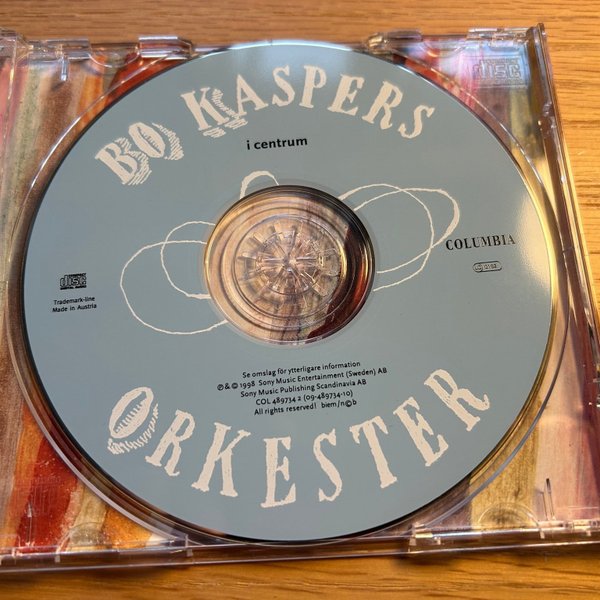 BO KASPERS
i centrum
COLUMBIA
disc
Trademark-line
Made in Austria
Se omslag för ytterligare information
℗ & © 1998 Sony Music Entertainment (Sweden) AB
Sony Music Publishing Scandinavia AB
COL 489734 2 (09-489734-10)
All rights reserved! biem/n©b
ORKESTER